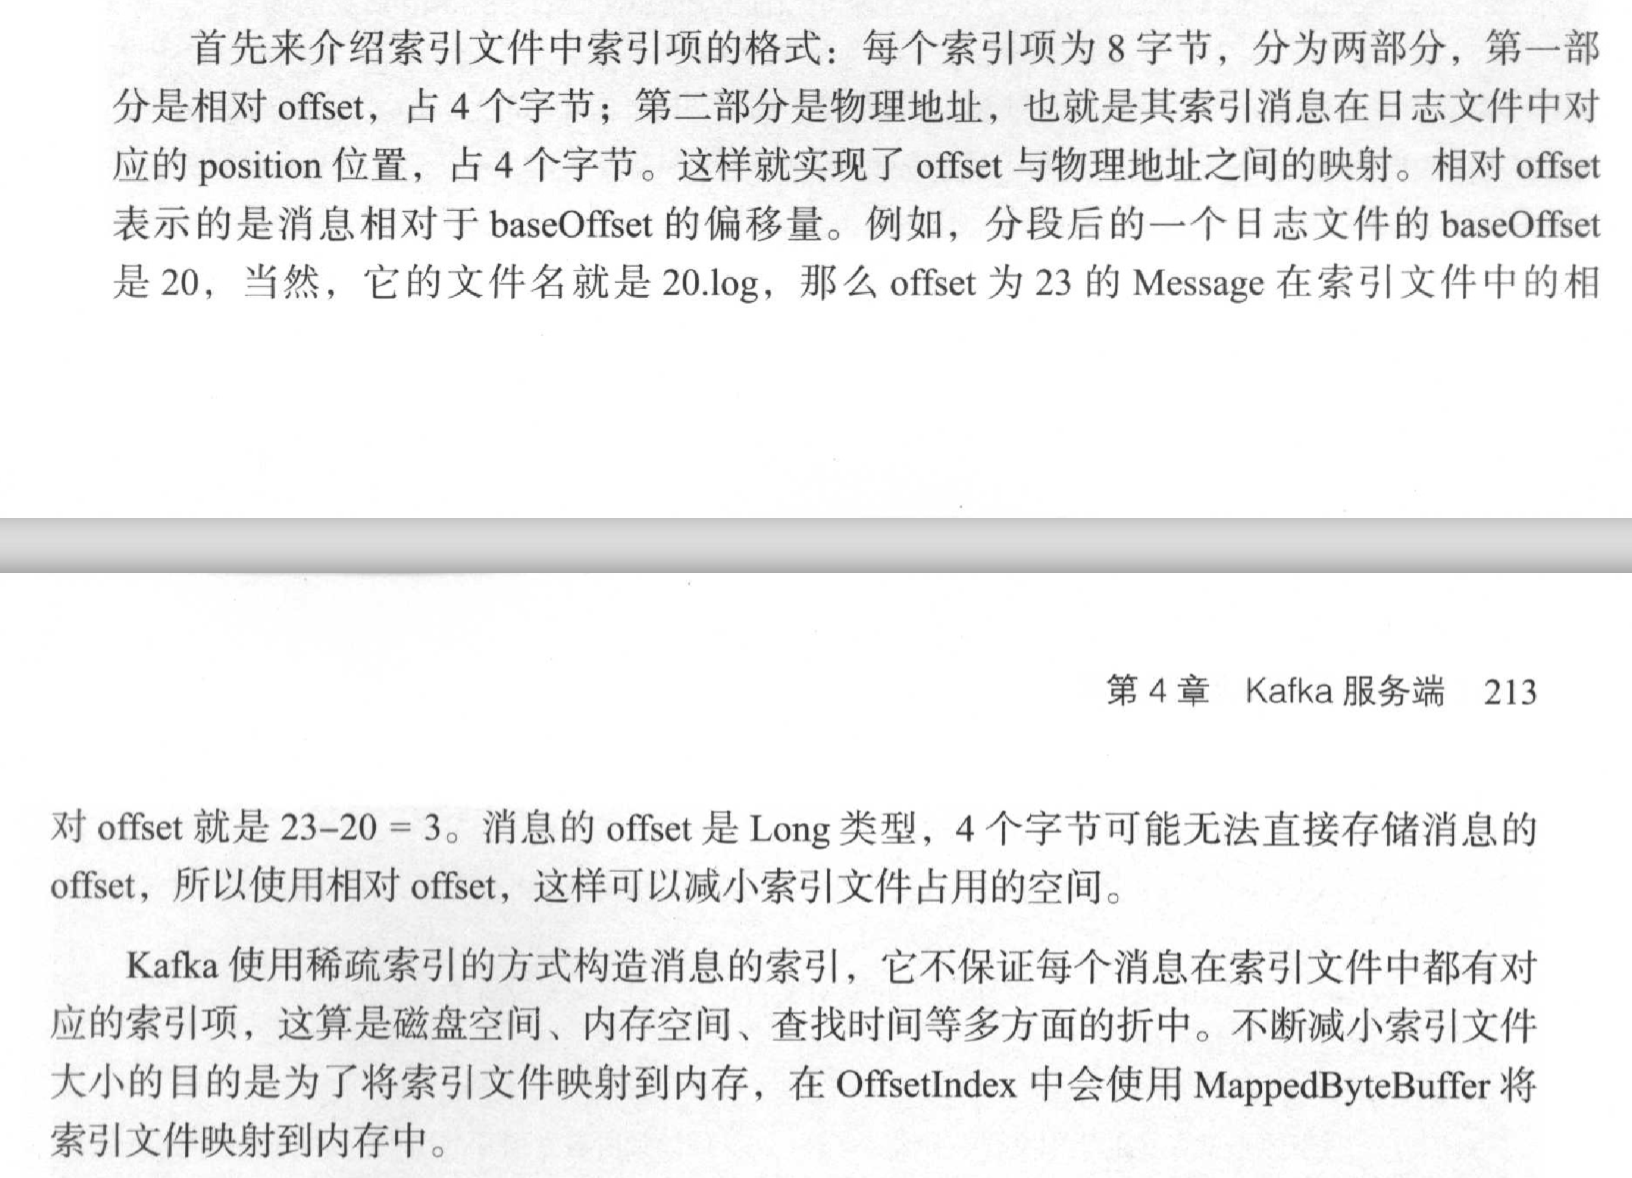 首先来介绍索引文件中索引项的格式：每个索引项为 8 字节，分为两部分，第一部
分是相对 offset，占 4 个字节；第二部分是物理地址，也就是其索引消息在日志文件中对
应的 position 位置，占 4 个字节。这样就实现了 offset 与物理地址之间的映射。相对 offset
表示的是消息相对于 baseOffset 的偏移量。例如，分段后的一个日志文件的 baseOffset
是 20，当然，它的文件名就是 20.log，那么 offset 为 23 的 Message 在索引文件中的相
第 4 章 Kafka 服务端 213
对 offset 就是 23–20 = 3。消息的 offset 是 Long 类型，4 个字节可能无法直接存储消息的
offset，所以使用相对 offset，这样可以减小索引文件占用的空间。
Kafka 使用稀疏索引的方式构造消息的索引，它不保证每个消息在索引文件中都有对
应的索引项，这算是磁盘空间、内存空间、查找时间等多方面的折中。不断减小索引文件
大小的目的是为了将索引文件映射到内存，在 OffsetIndex 中会使用 MappedByteBuffer 将
索引文件映射到内存中。